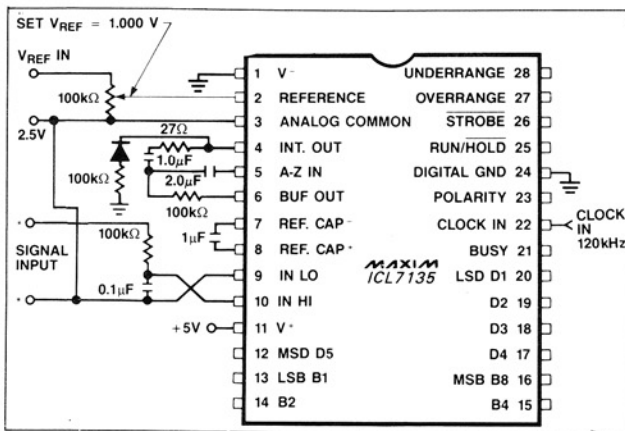 SET VREF = 1.000 V
VREF IN
100kΩ
2.5V
27Ω
1.0µF
100kΩ
2.0µF
100kΩ
100kΩ
1µF
SIGNAL
INPUT
0.1µF
+5V
1 V-
2 REFERENCE
3 ANALOG COMMON
4 INT. OUT
5 A-Z IN
6 BUF OUT
7 REF. CAP-
8 REF. CAP+
9 IN LO
10 IN HI
11 V+
12 MSD D5
13 LSB B1
14 B2
MAXIM
ICL7135
UNDERRANGE 28
OVERRANGE 27
STROBE 26
RUN/HOLD 25
DIGITAL GND 24
POLARITY 23
CLOCK IN 22
BUSY 21
LSD D1 20
D2 19
D3 18
D4 17
MSB B8 16
B4 15
CLOCK
IN
120kHz